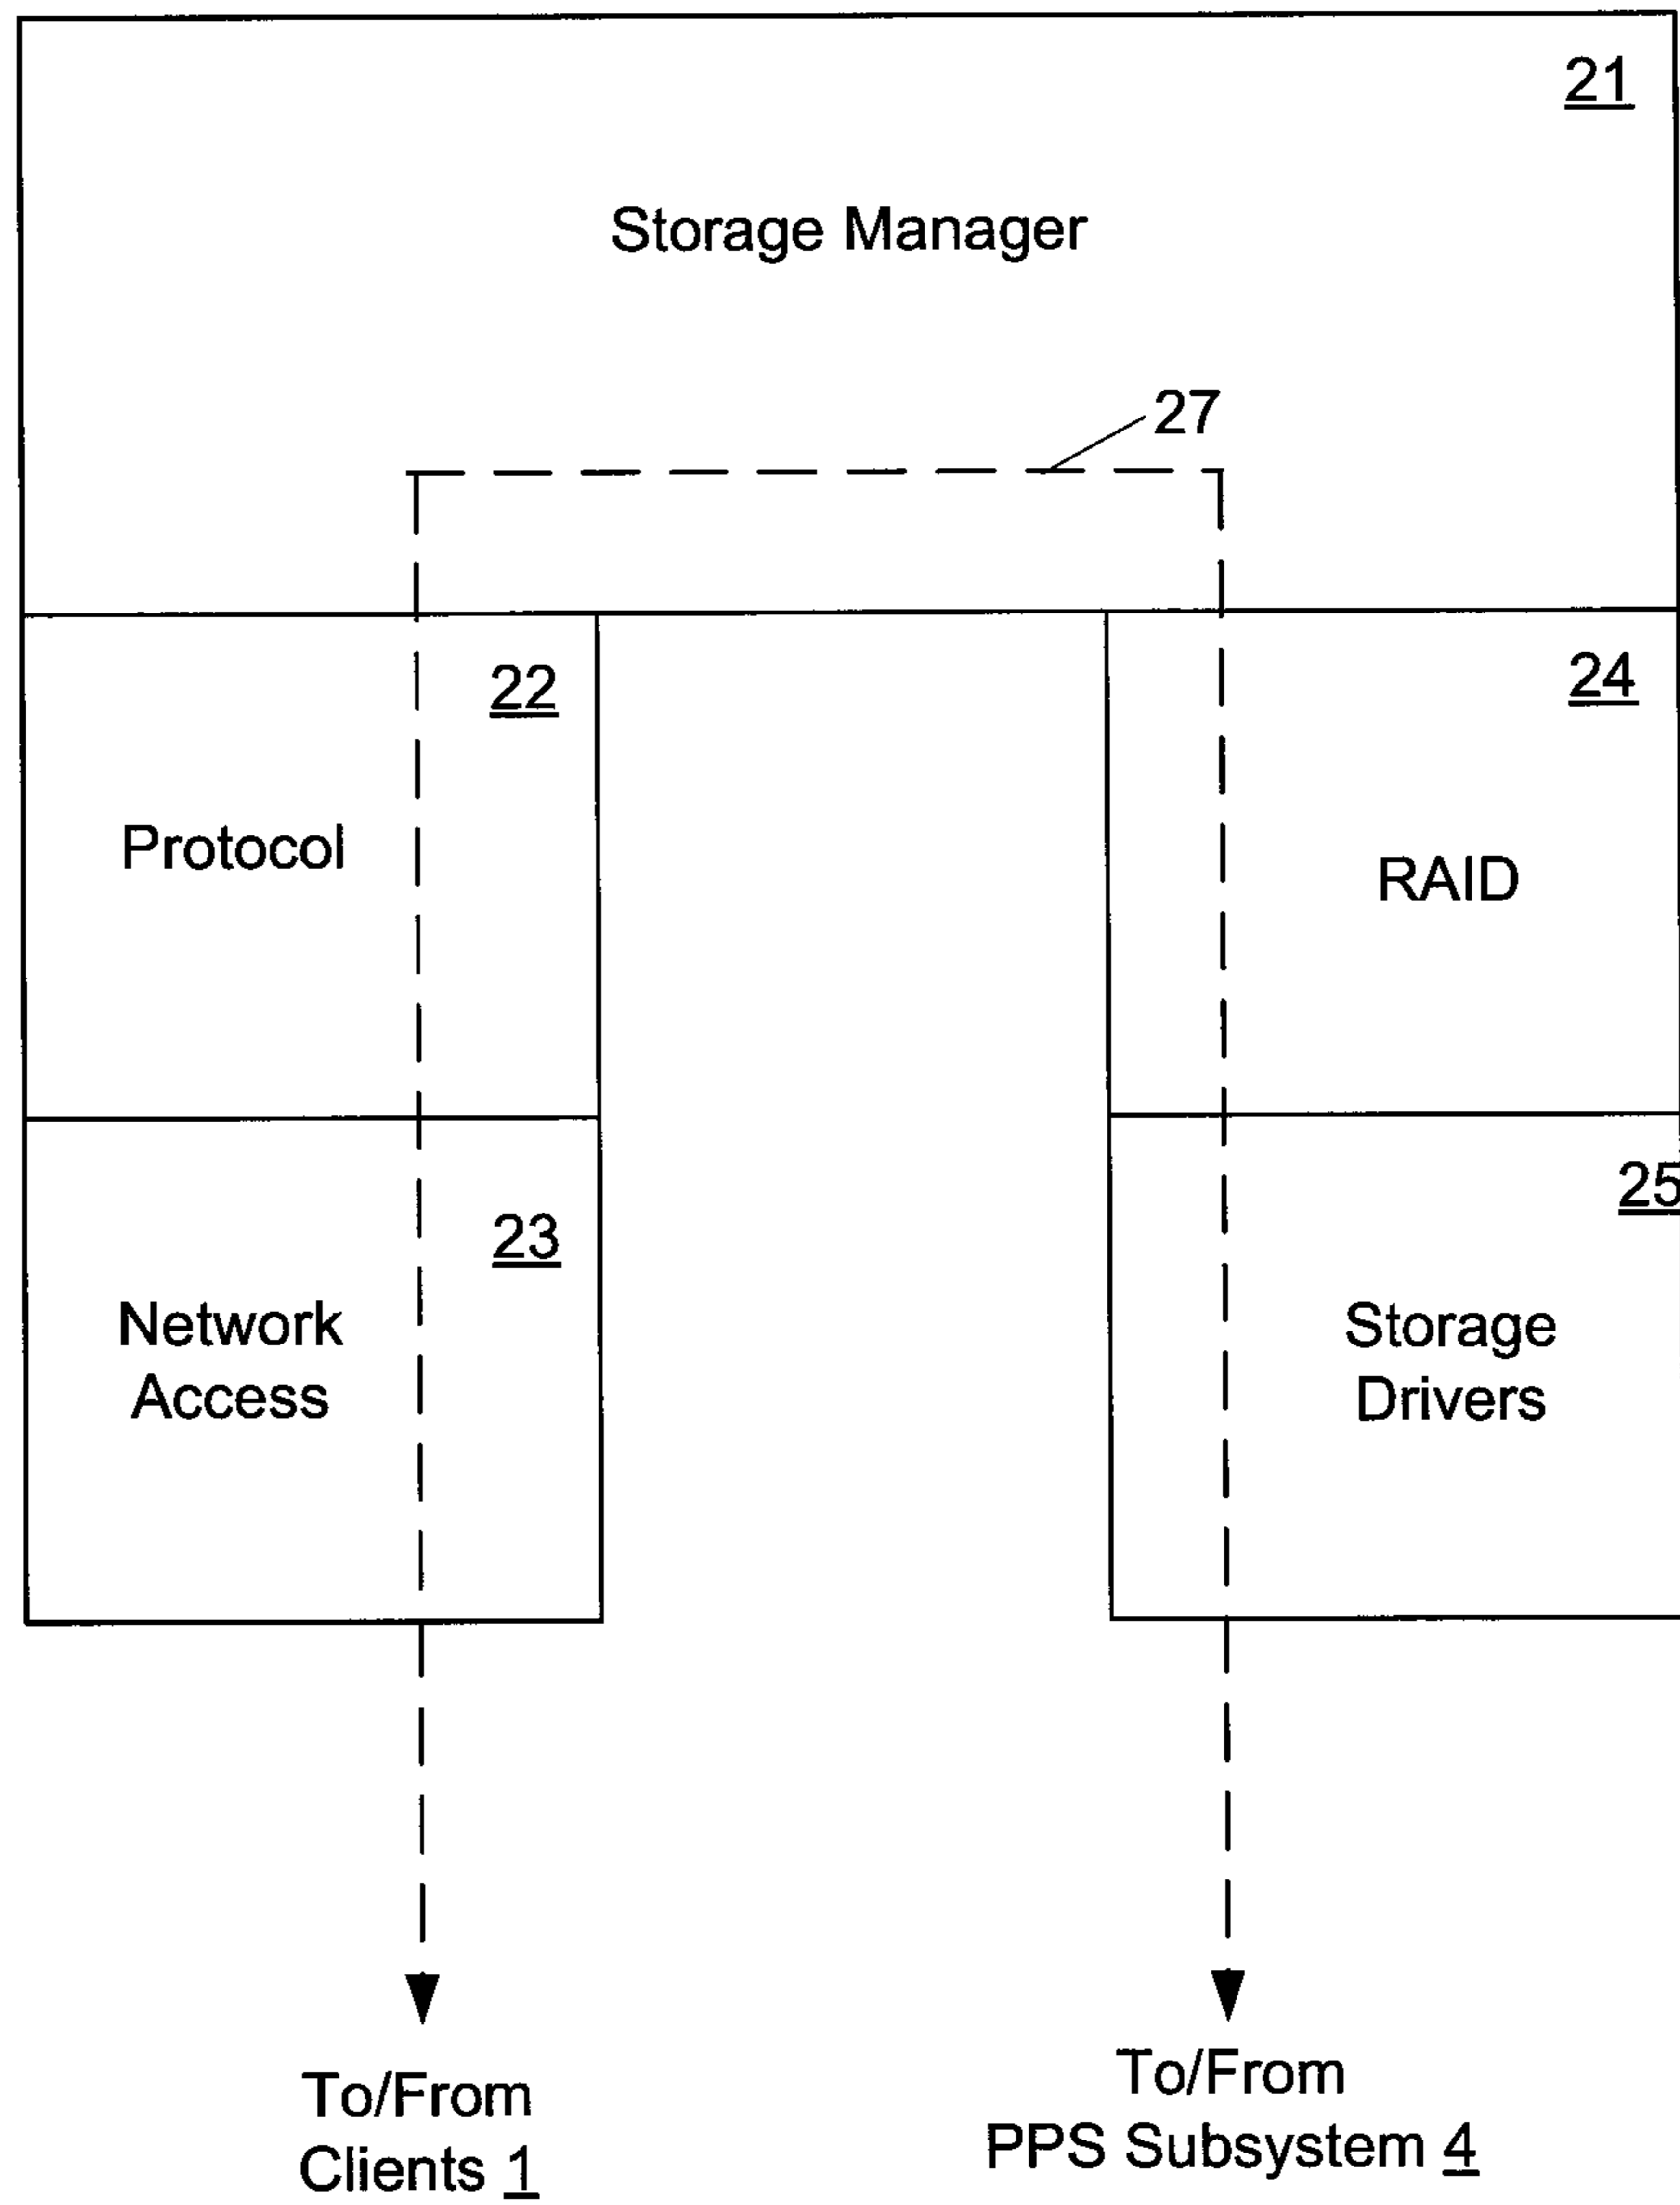 21
Storage Manager
27
22
24
Protocol
RAID
25
23
Network
Access
Storage
Drivers
To/From
Clients 1
To/From
PPS Subsystem 4